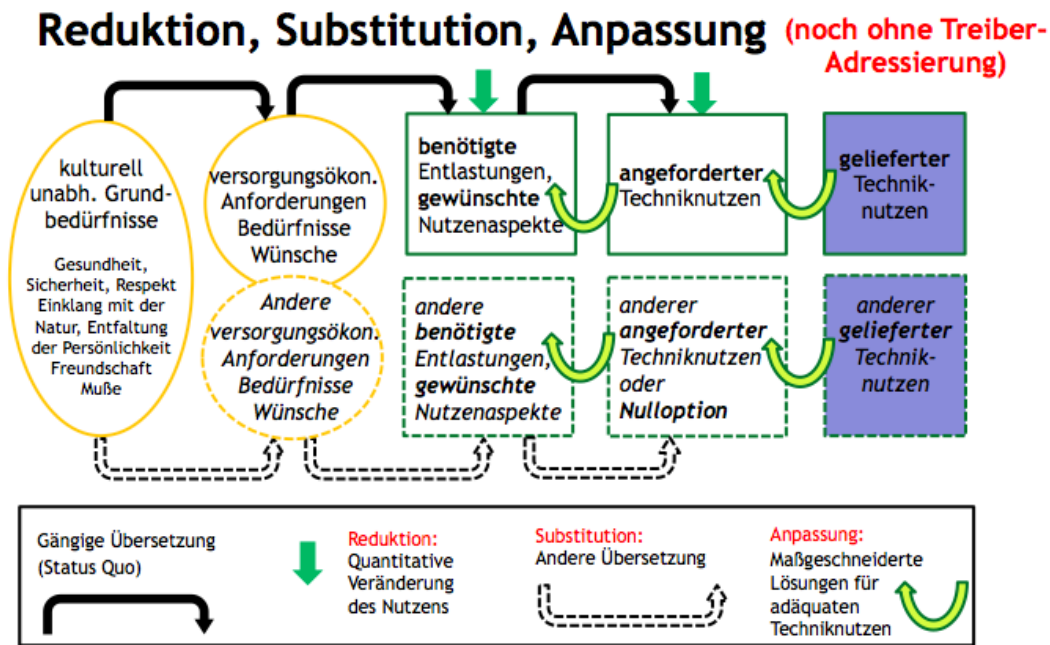 Reduktion, Substitution, Anpassung (noch ohne Treiber-
Adressierung)
kulturell
unabh. Grund-
bedürfnisse
Gesundheit,
Sicherheit, Respekt
Einklang mit der
Natur, Entfaltung
der Persönlichkeit
Freundschaft
Muße
versorgungsökon.
Anforderungen
Bedürfnisse
Wünsche
Andere
versorgungsökon.
Anforderungen
Bedürfnisse
Wünsche
benötigte
Entlastungen,
gewünschte
Nutzenaspekte
andere
benötigte
Entlastungen,
gewünschte
Nutzenaspekte
angeforderter
Techniknutzen
anderer
angeforderter
Techniknutzen
oder
Nulloption
gelieferter
Technik-
nutzen
anderer
gelieferter
Technik-
nutzen
Gängige Übersetzung
(Status Quo)
Reduktion:
Quantitative
Veränderung
des Nutzens
Substitution:
Andere Übersetzung
Anpassung:
Maßgeschneiderte
Lösungen für
adäquaten
Techniknutzen